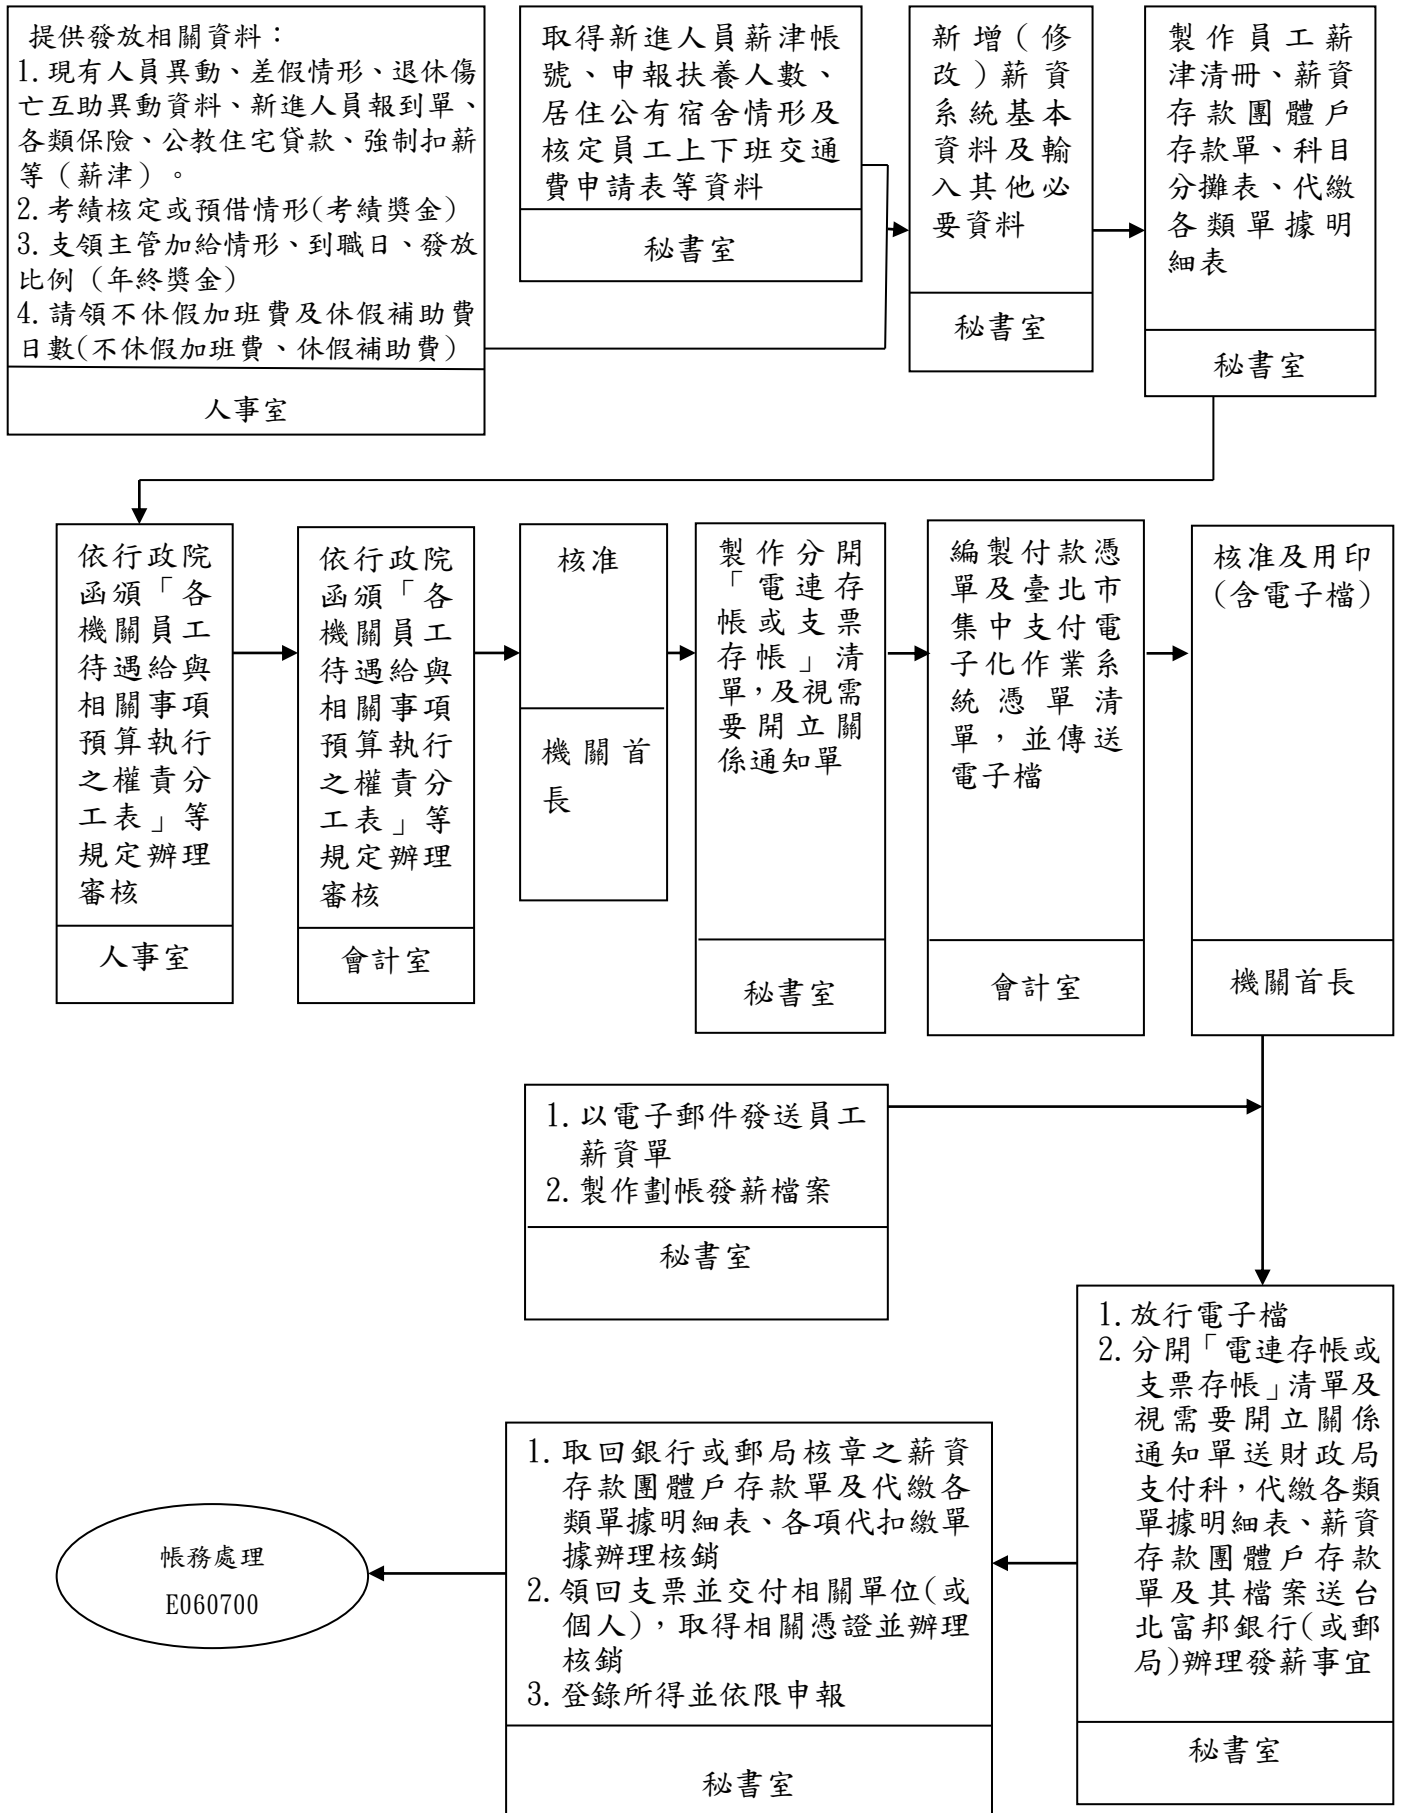 提供發放相關資料：
1.現有人員異動、差假情形、退休傷
亡互助異動資料、新進人員報到單、
各類保險、公教住宅貸款、強制扣薪
等（薪津）。
2.考績核定或預借情形(考績獎金)
3.支領主管加給情形、到職日、發放
比例（年終獎金）
4.請領不休假加班費及休假補助費
日數(不休假加班費、休假補助費)
人事室
取得新進人員薪津帳
號、申報扶養人數、
居住公有宿舍情形及
核定員工上下班交通
費申請表等資料
秘書室
新增（修
改）薪資
系統基本
資料及輸
入其他必
要資料
秘書室
製作員工薪
津清冊、薪資
存款團體戶
存款單、科目
分攤表、代繳
各類單據明
細表
秘書室
依行政院
函頒「各
機關員工
待遇給與
相關事項
預算執行
之權責分
工表」等
規定辦理
審核
人事室
依行政院
函頒「各
機關員工
待遇給與
相關事項
預算執行
之權責分
工表」等
規定辦理
審核
會計室
核准
機關首
長
製作分開
「電連存
帳或支票
存帳」清
單，及視需
要開立關
係通知單
秘書室
編製付款憑
單及臺北市
集中支付電
子化作業系
統憑單清
單，並傳送
電子檔
會計室
核准及用印
(含電子檔)
機關首長
1.以電子郵件發送員工
薪資單
2.製作劃帳發薪檔案
秘書室
1.放行電子檔
2.分開「電連存帳或
支票存帳」清單及
視需要開立關係
通知單送財政局
支付科，代繳各類
單據明細表、薪資
存款團體戶存款
單及其檔案送台
北富邦銀行(或郵
局)辦理發薪事宜
秘書室
1.取回銀行或郵局核章之薪資
存款團體戶存款單及代繳各
類單據明細表、各項代扣繳單
據辦理核銷
2.領回支票並交付相關單位(或
個人)，取得相關憑證並辦理
核銷
3.登錄所得並依限申報
秘書室
帳務處理
E060700